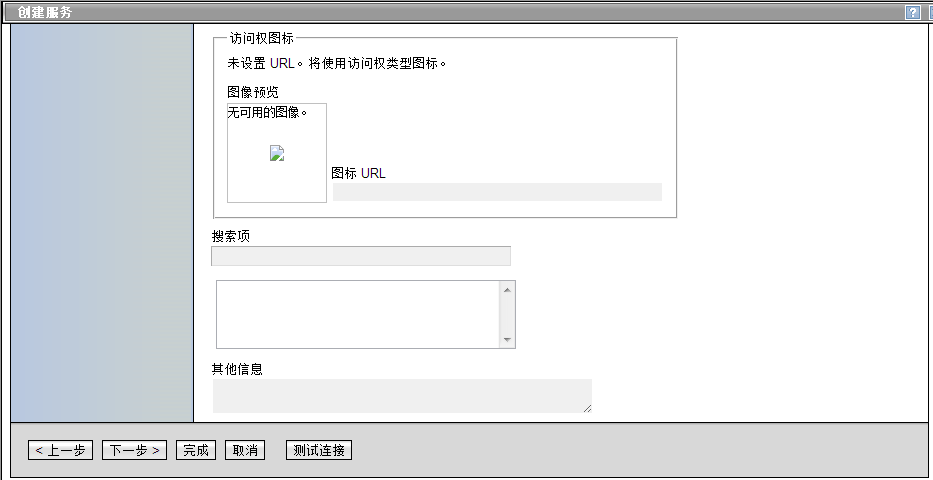 创建服务
?
访问权图标
未设置 URL。将使用访问权类型图标。
图像预览
无可用的图像。
图标 URL
搜索项
其他信息
< 上一步 下一步 > 完成 取消 测试连接